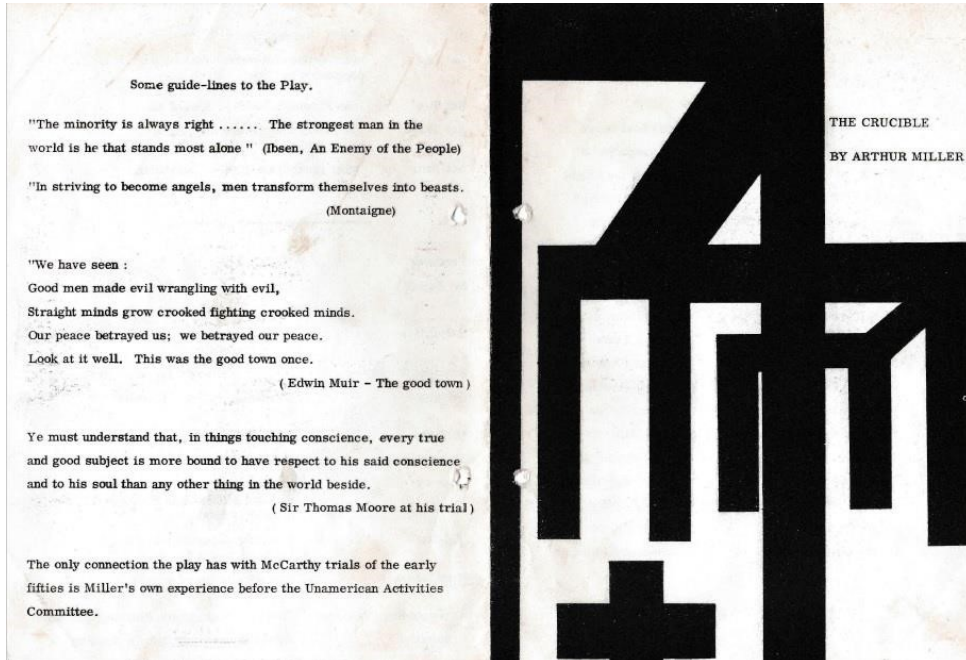 Some guide-lines to the Play.
"The minority is always right ...... The strongest man in the
world is he that stands most alone " (Ibsen, An Enemy of the People)
"In striving to become angels, men transform themselves into beasts.
(Montaigne)
"We have seen :
Good men made evil wrangling with evil,
Straight minds grow crooked fighting crooked minds.
Our peace betrayed us; we betrayed our peace.
Look at it well. This was the good town once.
( Edwin Muir - The good town )
Ye must understand that, in things touching conscience, every true
and good subject is more bound to have respect to his said conscience
and to his soul than any other thing in the world beside.
( Sir Thomas Moore at his trial )
The only connection the play has with McCarthy trials of the early
fifties is Miller's own experience before the Unamerican Activities
Committee.
THE CRUCIBLE
BY ARTHUR MILLER